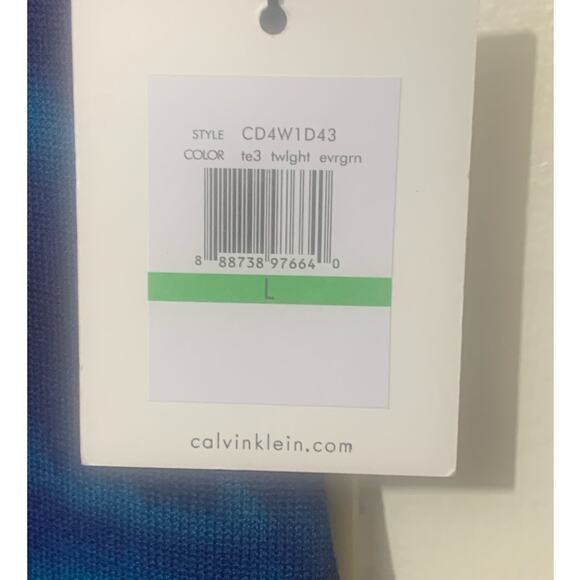 STYLE CD4W1D43
COLOR te3 twlght evrgrn
8 88738 97664 0
L
calvinklein.com